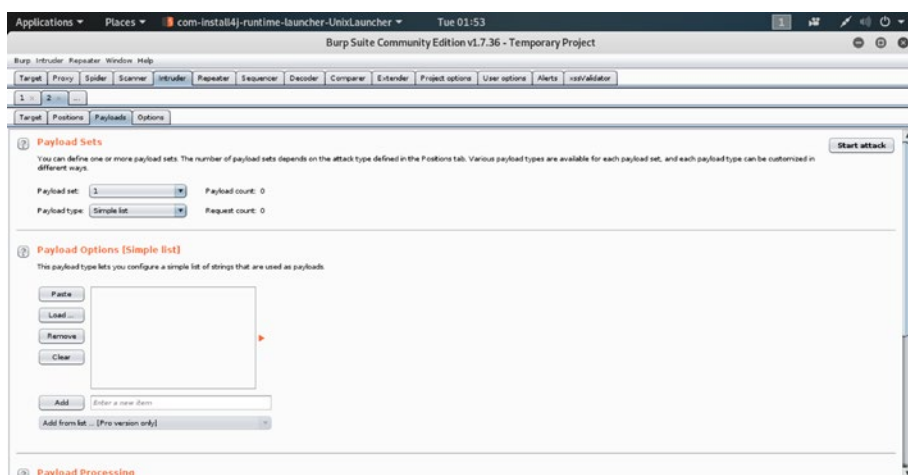 Applications Places com-install4j-runtime-launcher-UnixLauncher Tue 01:53 1
Burp Suite Community Edition v1.7.36 - Temporary Project
Burp Intruder Repeater Window Help
Target Proxy Spider Scanner Intruder Repeater Sequencer Decoder Comparer Extender Project options User options Alerts xssValidator
1 × 2 × ...
Target Positions Payloads Options
? Payload Sets
Start attack
You can define one or more payload sets. The number of payload sets depends on the attack type defined in the Positions tab. Various payload types are available for each payload set, and each payload type can be customized in
different ways.
Payload set: 1 Payload count: 0
Payload type: Simple list Request count: 0
? Payload Options [Simple list]
This payload type lets you configure a simple list of strings that are used as payloads.
Paste
Load ...
Remove
Clear
Add Enter a new item
Add from list ... [Pro version only]
? Payload Processing